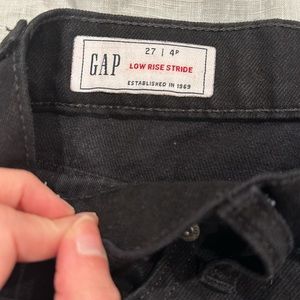 GAP
27 | 4P
LOW RISE STRIDE
ESTABLISHED IN 1969